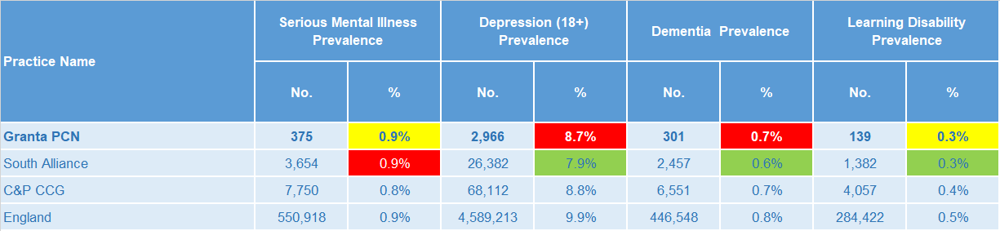 Practice Name
Serious Mental Illness
Prevalence
Depression (18+)
Prevalence
Dementia Prevalence
Learning Disability
Prevalence
No. % No. % No. % No. %
Granta PCN 375 0.9% 2,966 8.7% 301 0.7% 139 0.3%
South Alliance 3,654 0.9% 26,382 7.9% 2,457 0.6% 1,382 0.3%
C&P CCG 7,750 0.8% 68,112 8.8% 6,551 0.7% 4,057 0.4%
England 550,918 0.9% 4,589,213 9.9% 446,548 0.8% 284,422 0.5%